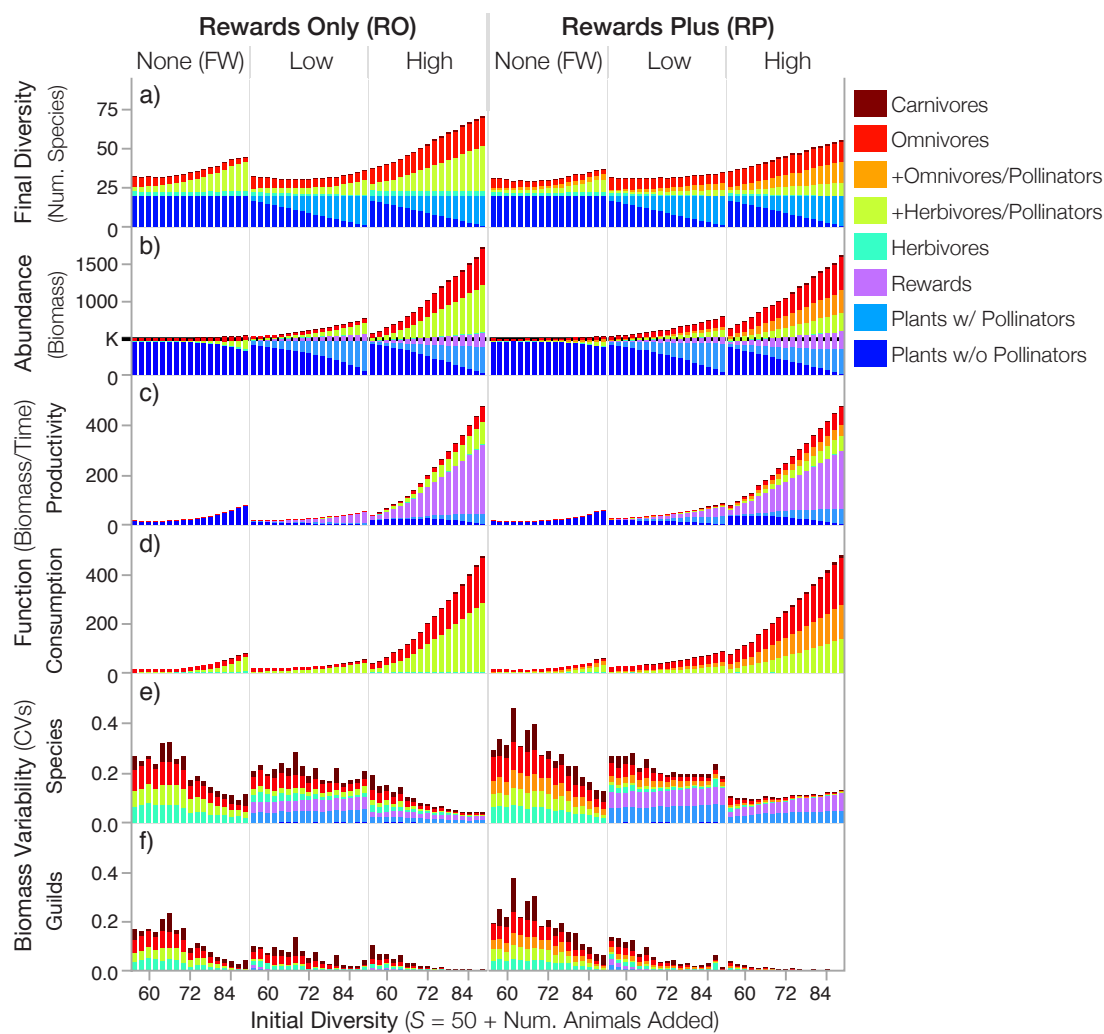 Rewards Only (RO)
Rewards Plus (RP)
None (FW)
Low
High
None (FW)
Low
High
a)
Final Diversity
(Num. Species)
75
50
25
0
b)
Abundance
(Biomass)
1500
1000
K
0
c)
Function (Biomass/Time)
Productivity
400
200
0
d)
Consumption
400
200
0
e)
Biomass Variability (CVs)
Species
0.4
0.2
0.0
f)
Guilds
0.4
0.2
0.0
60 72 84 60 72 84 60 72 84 60 72 84 60 72 84 60 72 84
Initial Diversity (S = 50 + Num. Animals Added)
Carnivores
Omnivores
+Omnivores/Pollinators
+Herbivores/Pollinators
Herbivores
Rewards
Plants w/ Pollinators
Plants w/o Pollinators